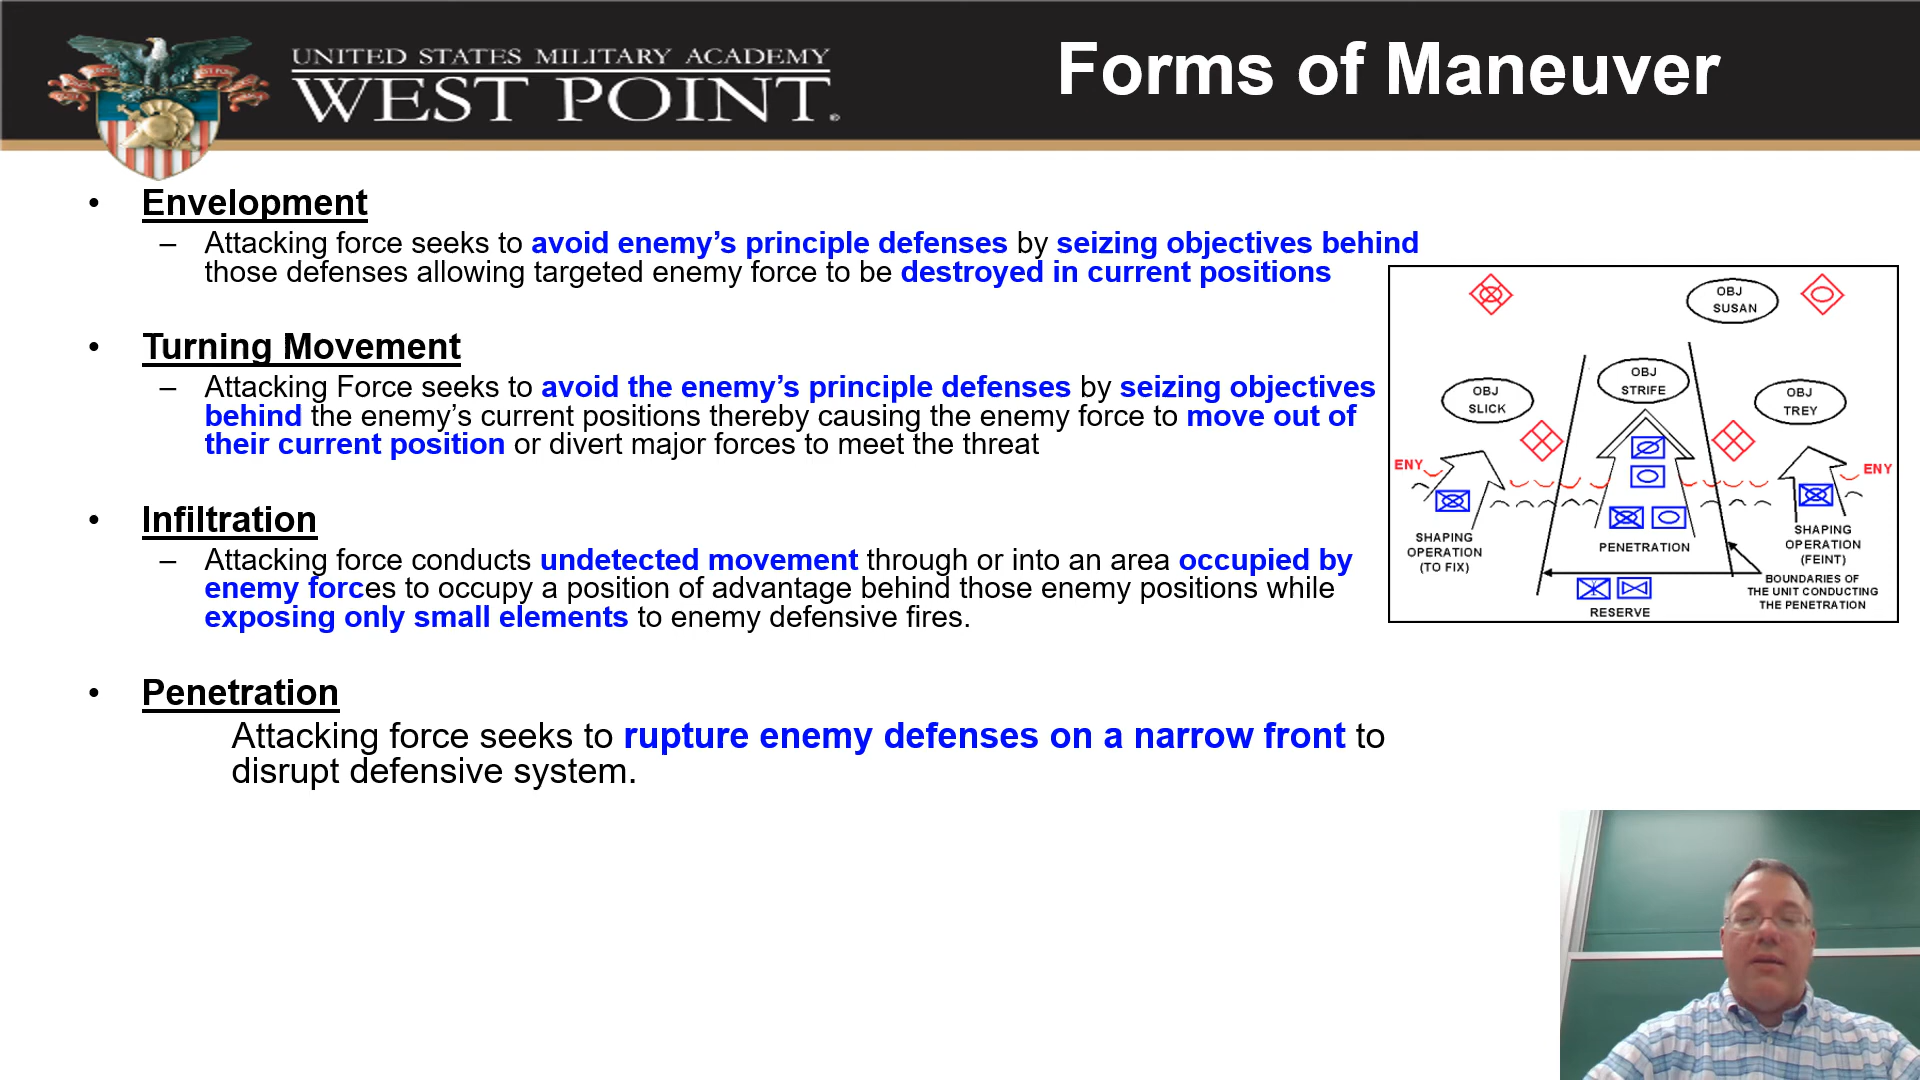 UNITED STATES MILITARY ACADEMY
WEST POINT.
Forms of Maneuver
• Envelopment
– Attacking force seeks to avoid enemy’s principle defenses by seizing objectives behind
those defenses allowing targeted enemy force to be destroyed in current positions
• Turning Movement
– Attacking Force seeks to avoid the enemy’s principle defenses by seizing objectives
behind the enemy’s current positions thereby causing the enemy force to move out of
their current position or divert major forces to meet the threat
• Infiltration
– Attacking force conducts undetected movement through or into an area occupied by
enemy forces to occupy a position of advantage behind those enemy positions while
exposing only small elements to enemy defensive fires.
• Penetration
Attacking force seeks to rupture enemy defenses on a narrow front to
disrupt defensive system.
OBJ
SUSAN
OBJ
STRIFE
OBJ
SLICK
OBJ
TREY
ENY
ENY
SHAPING
OPERATION
(TO FIX)
PENETRATION
SHAPING
OPERATION
(FEINT)
BOUNDARIES OF
THE UNIT CONDUCTING
THE PENETRATION
RESERVE